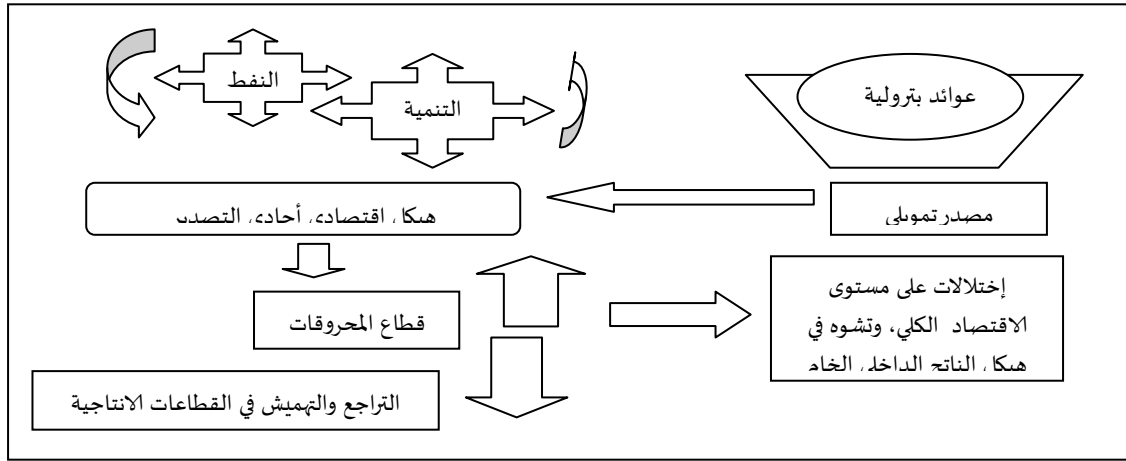 النفط
التنمية
عوائد بترولية
هيكل اقتصادي أحادي التصدير
مصدر تمويلي
قطاع المحروقات
إختلالات على مستوى
الاقتصاد الكلي، وتشوه في
هيكل الناتج الداخلي الخام
التراجع والتهميش في القطاعات الانتاجية